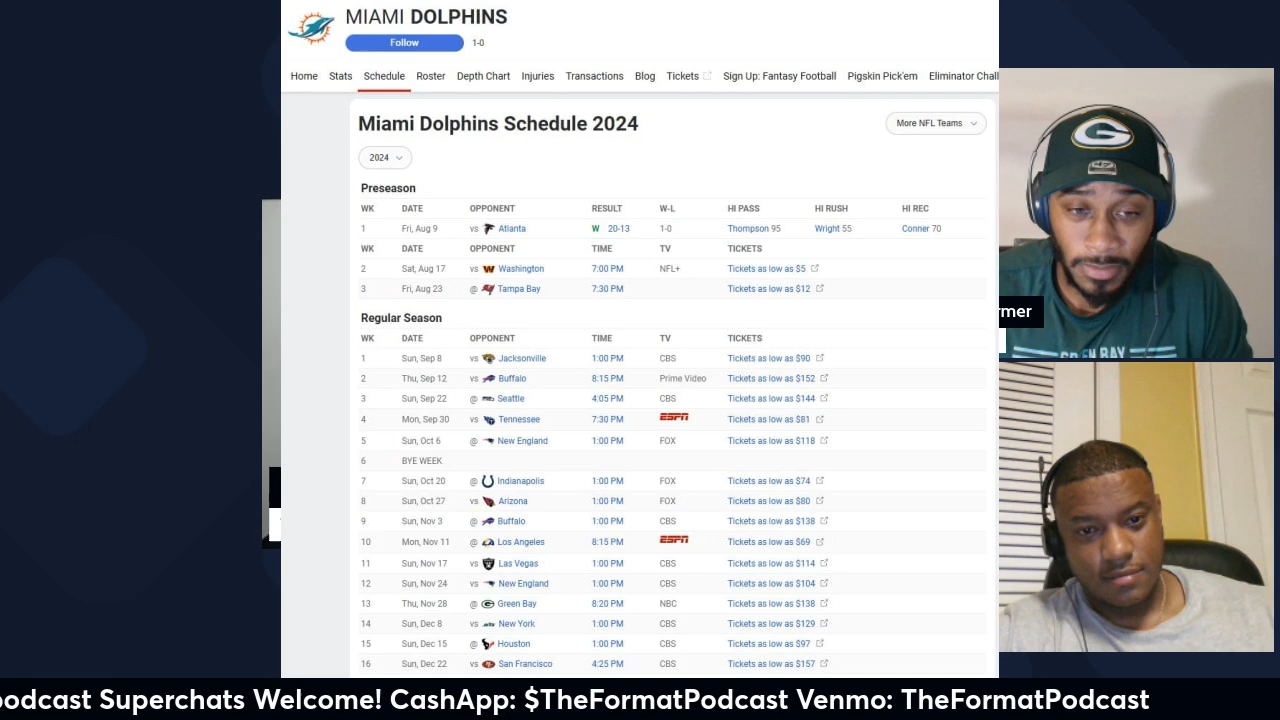 MIAMI DOLPHINS
Follow 1-0
Home Stats Schedule Roster Depth Chart Injuries Transactions Blog Tickets Sign Up: Fantasy Football Pigskin Pick'em Eliminator Chall
Miami Dolphins Schedule 2024
More NFL Teams
2024
Preseason
WK DATE OPPONENT RESULT W-L HI PASS HI RUSH HI REC
1 Fri, Aug 9 vs Atlanta W 20-13 1-0 Thompson 95 Wright 55 Conner 70
WK DATE OPPONENT TIME TV TICKETS
2 Sat, Aug 17 vs Washington 7:00 PM NFL+ Tickets as low as $5
3 Fri, Aug 23 @ Tampa Bay 7:30 PM Tickets as low as $12
Regular Season
WK DATE OPPONENT TIME TV TICKETS
1 Sun, Sep 8 vs Jacksonville 1:00 PM CBS Tickets as low as $90
2 Thu, Sep 12 vs Buffalo 8:15 PM Prime Video Tickets as low as $152
3 Sun, Sep 22 @ Seattle 4:05 PM CBS Tickets as low as $144
4 Mon, Sep 30 vs Tennessee 7:30 PM ESPN Tickets as low as $81
5 Sun, Oct 6 @ New England 1:00 PM FOX Tickets as low as $118
6 BYE WEEK
7 Sun, Oct 20 @ Indianapolis 1:00 PM FOX Tickets as low as $74
8 Sun, Oct 27 vs Arizona 1:00 PM FOX Tickets as low as $80
9 Sun, Nov 3 @ Buffalo 1:00 PM CBS Tickets as low as $138
10 Mon, Nov 11 @ Los Angeles 8:15 PM ESPN Tickets as low as $69
11 Sun, Nov 17 vs Las Vegas 1:00 PM CBS Tickets as low as $114
12 Sun, Nov 24 vs New England 1:00 PM CBS Tickets as low as $104
13 Thu, Nov 28 @ Green Bay 8:20 PM NBC Tickets as low as $138
14 Sun, Dec 8 vs New York 1:00 PM CBS Tickets as low as $129
15 Sun, Dec 15 @ Houston 1:00 PM CBS Tickets as low as $97
16 Sun, Dec 22 vs San Francisco 4:25 PM CBS Tickets as low as $157
G
47
rmer
GREEN BAY
podcast Superchats Welcome! CashApp: $TheFormatPodcast Venmo: TheFormatPodcast